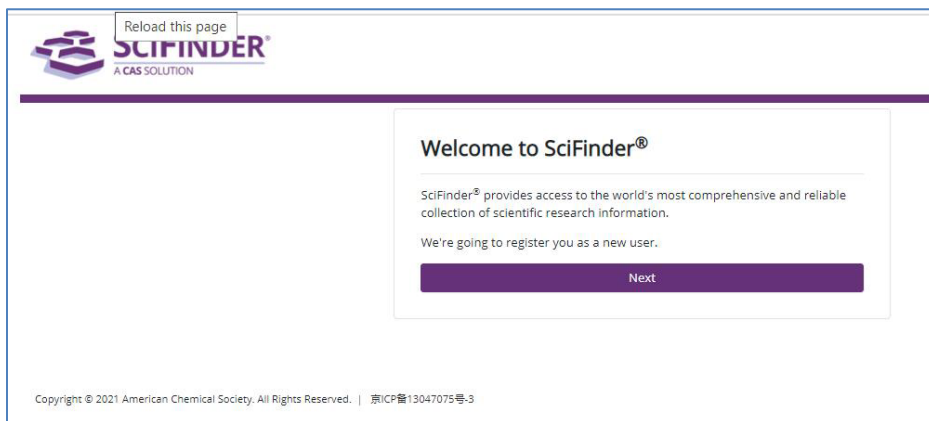 Reload this page
SCIFINDER®
A CAS SOLUTION
Welcome to SciFinder®
SciFinder® provides access to the world's most comprehensive and reliable
collection of scientific research information.
We're going to register you as a new user.
Next
Copyright © 2021 American Chemical Society. All Rights Reserved. | 京ICP备13047075号-3